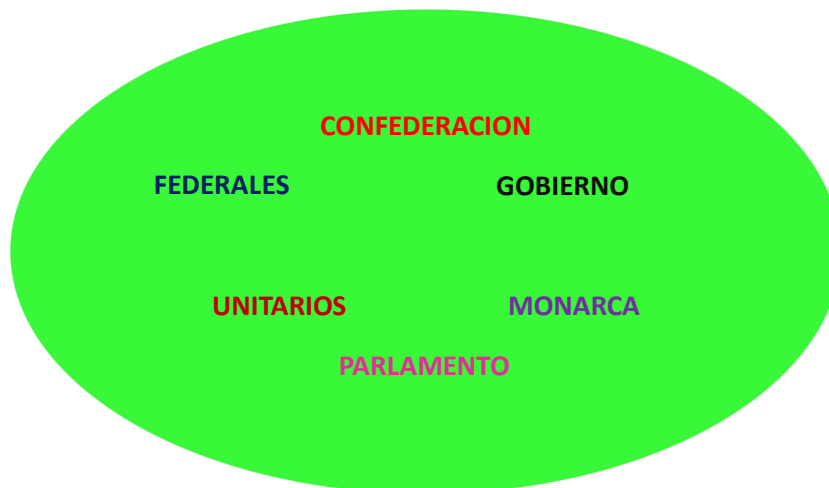 CONFEDERACION
FEDERALES
GOBIERNO
UNITARIOS
MONARCA
PARLAMENTO